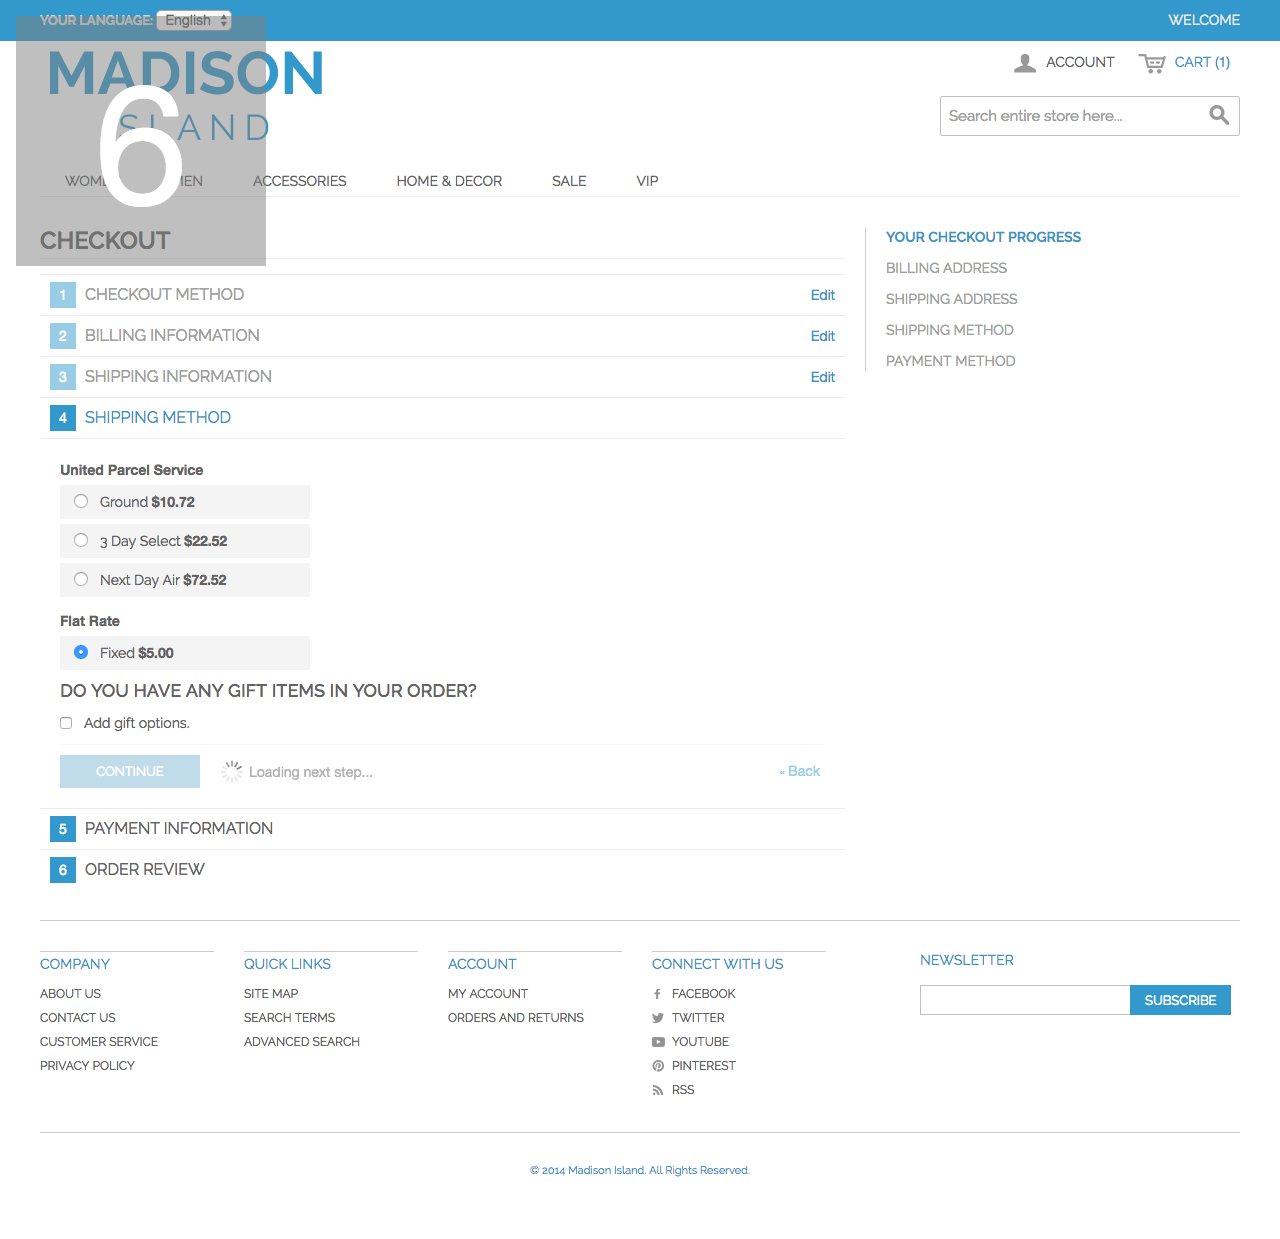 YOUR LANGUAGE: English
WELCOME
MADISON
ISLAND
6
ACCOUNT
CART (1)
Search entire store here...
ACCESSORIES
HOME & DECOR
SALE
VIP
CHECKOUT
1 CHECKOUT METHOD Edit
2 BILLING INFORMATION Edit
3 SHIPPING INFORMATION Edit
4 SHIPPING METHOD
United Parcel Service
Ground $10.72
3 Day Select $22.52
Next Day Air $72.52
Flat Rate
Fixed $5.00
DO YOU HAVE ANY GIFT ITEMS IN YOUR ORDER?
Add gift options.
CONTINUE
Loading next step...
« Back
5 PAYMENT INFORMATION
6 ORDER REVIEW
YOUR CHECKOUT PROGRESS
BILLING ADDRESS
SHIPPING ADDRESS
SHIPPING METHOD
PAYMENT METHOD
COMPANY
ABOUT US
CONTACT US
CUSTOMER SERVICE
PRIVACY POLICY
QUICK LINKS
SITE MAP
SEARCH TERMS
ADVANCED SEARCH
ACCOUNT
MY ACCOUNT
ORDERS AND RETURNS
CONNECT WITH US
FACEBOOK
TWITTER
YOUTUBE
PINTEREST
RSS
NEWSLETTER
SUBSCRIBE
© 2014 Madison Island. All Rights Reserved.